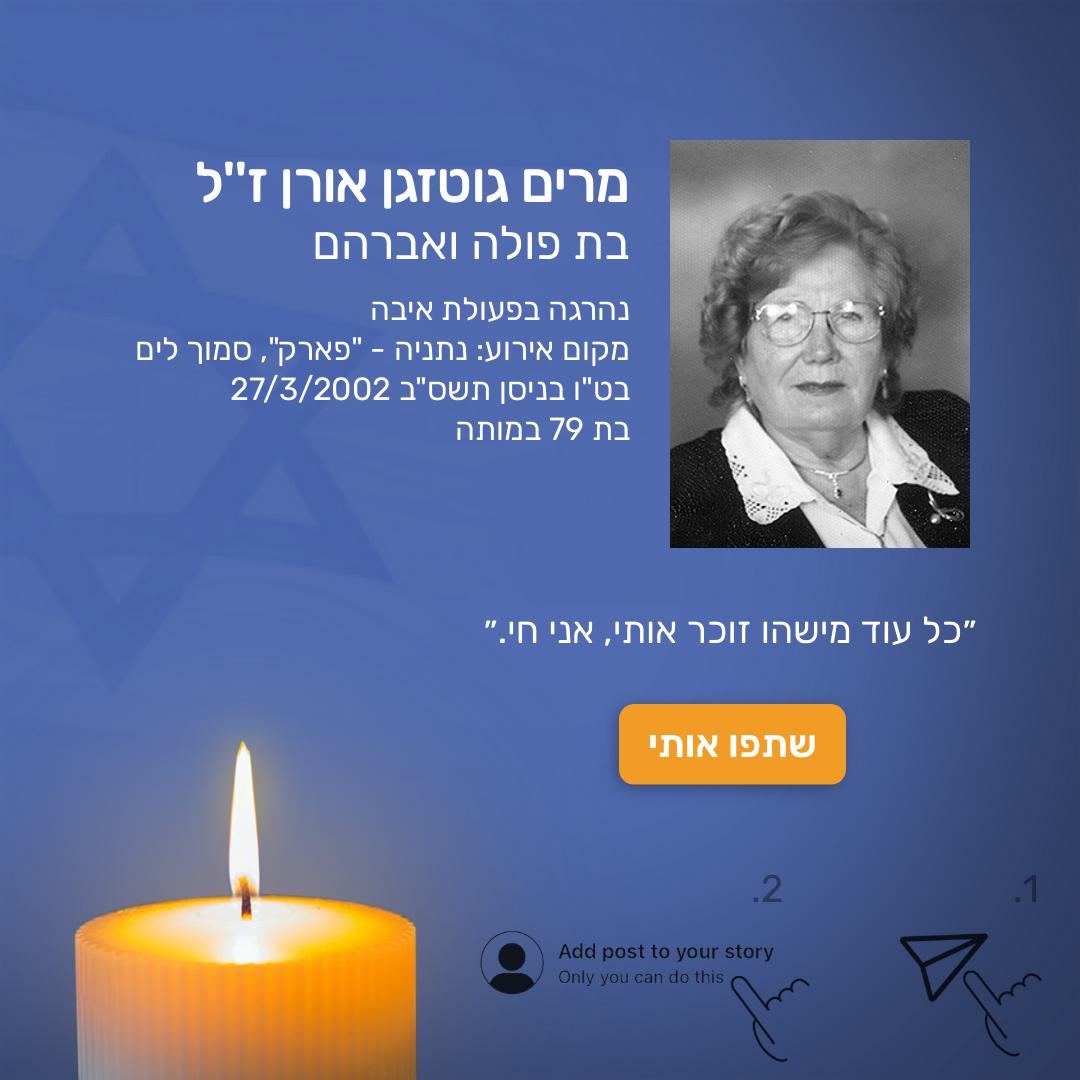 מרים גוטזגן אורן ז"ל
בת פולה ואברהם
נהרגה בפעולת איבה
מקום אירוע: נתניה - "פארק", סמוך לים
בט"ו בניסן תשס"ב 27/3/2002
בת 79 במותה
״כל עוד מישהו זוכר אותי, אני חי.״
שתפו אותי
1.
2.
Add post to your story
Only you can do this